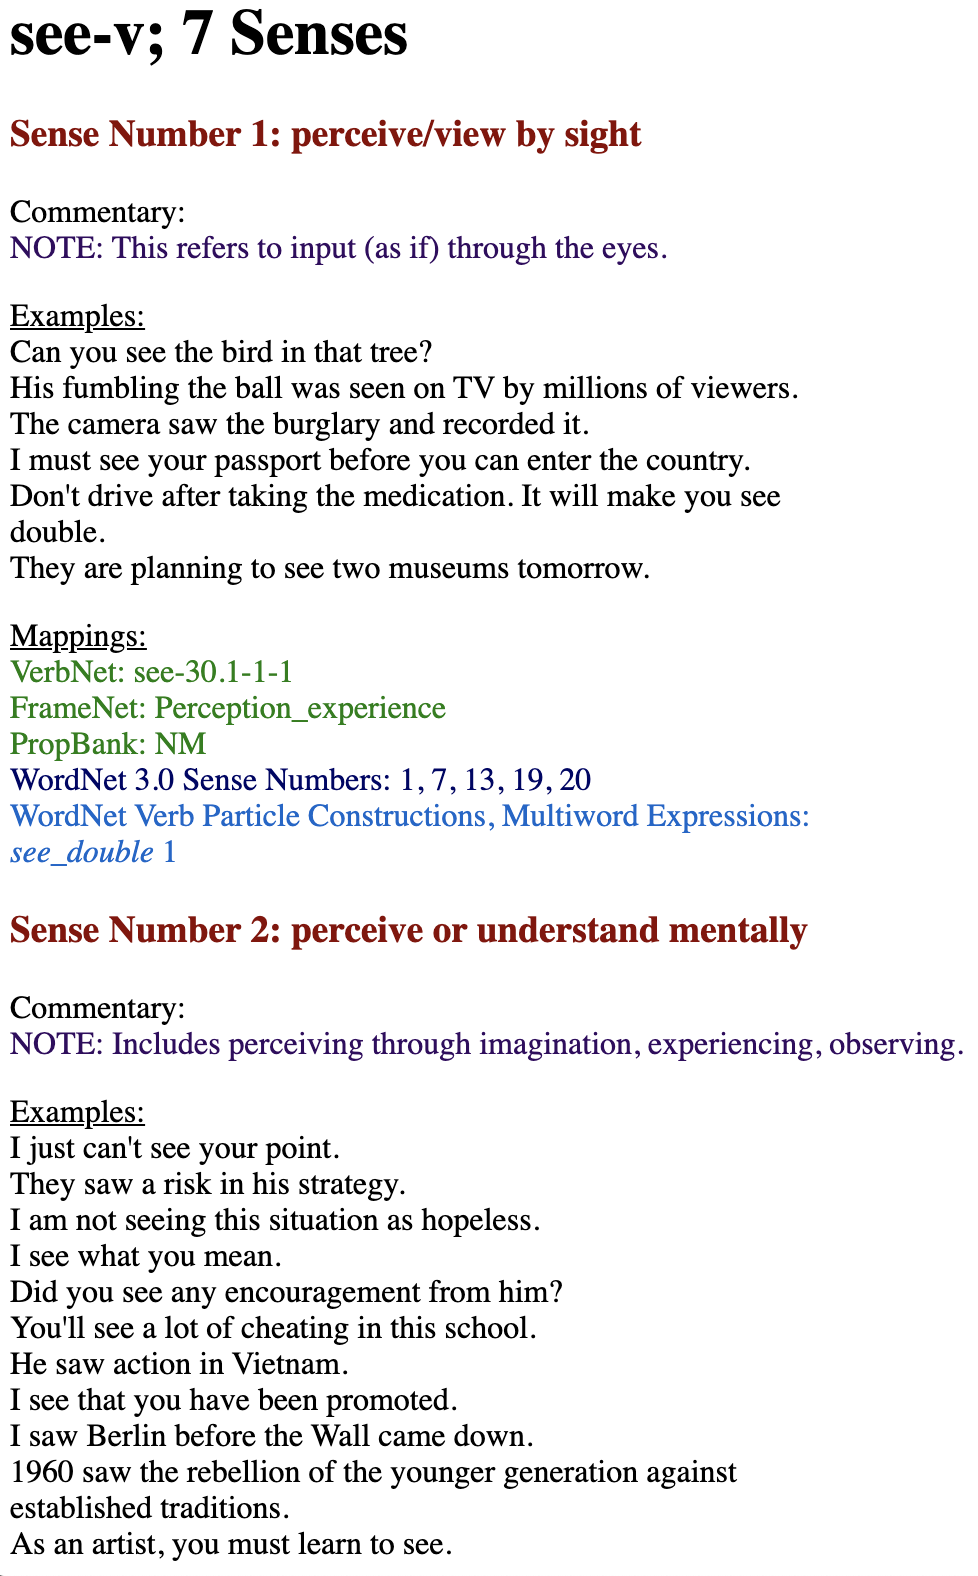 see-v; 7 Senses
Sense Number 1: perceive/view by sight
Commentary:
NOTE: This refers to input (as if) through the eyes.
Examples:
Can you see the bird in that tree?
His fumbling the ball was seen on TV by millions of viewers.
The camera saw the burglary and recorded it.
I must see your passport before you can enter the country.
Don't drive after taking the medication. It will make you see
double.
They are planning to see two museums tomorrow.
Mappings:
VerbNet: see-30.1-1-1
FrameNet: Perception_experience
PropBank: NM
WordNet 3.0 Sense Numbers: 1, 7, 13, 19, 20
WordNet Verb Particle Constructions, Multiword Expressions:
see_double 1
Sense Number 2: perceive or understand mentally
Commentary:
NOTE: Includes perceiving through imagination, experiencing, observing.
Examples:
I just can't see your point.
They saw a risk in his strategy.
I am not seeing this situation as hopeless.
I see what you mean.
Did you see any encouragement from him?
You'll see a lot of cheating in this school.
He saw action in Vietnam.
I see that you have been promoted.
I saw Berlin before the Wall came down.
1960 saw the rebellion of the younger generation against
established traditions.
As an artist, you must learn to see.